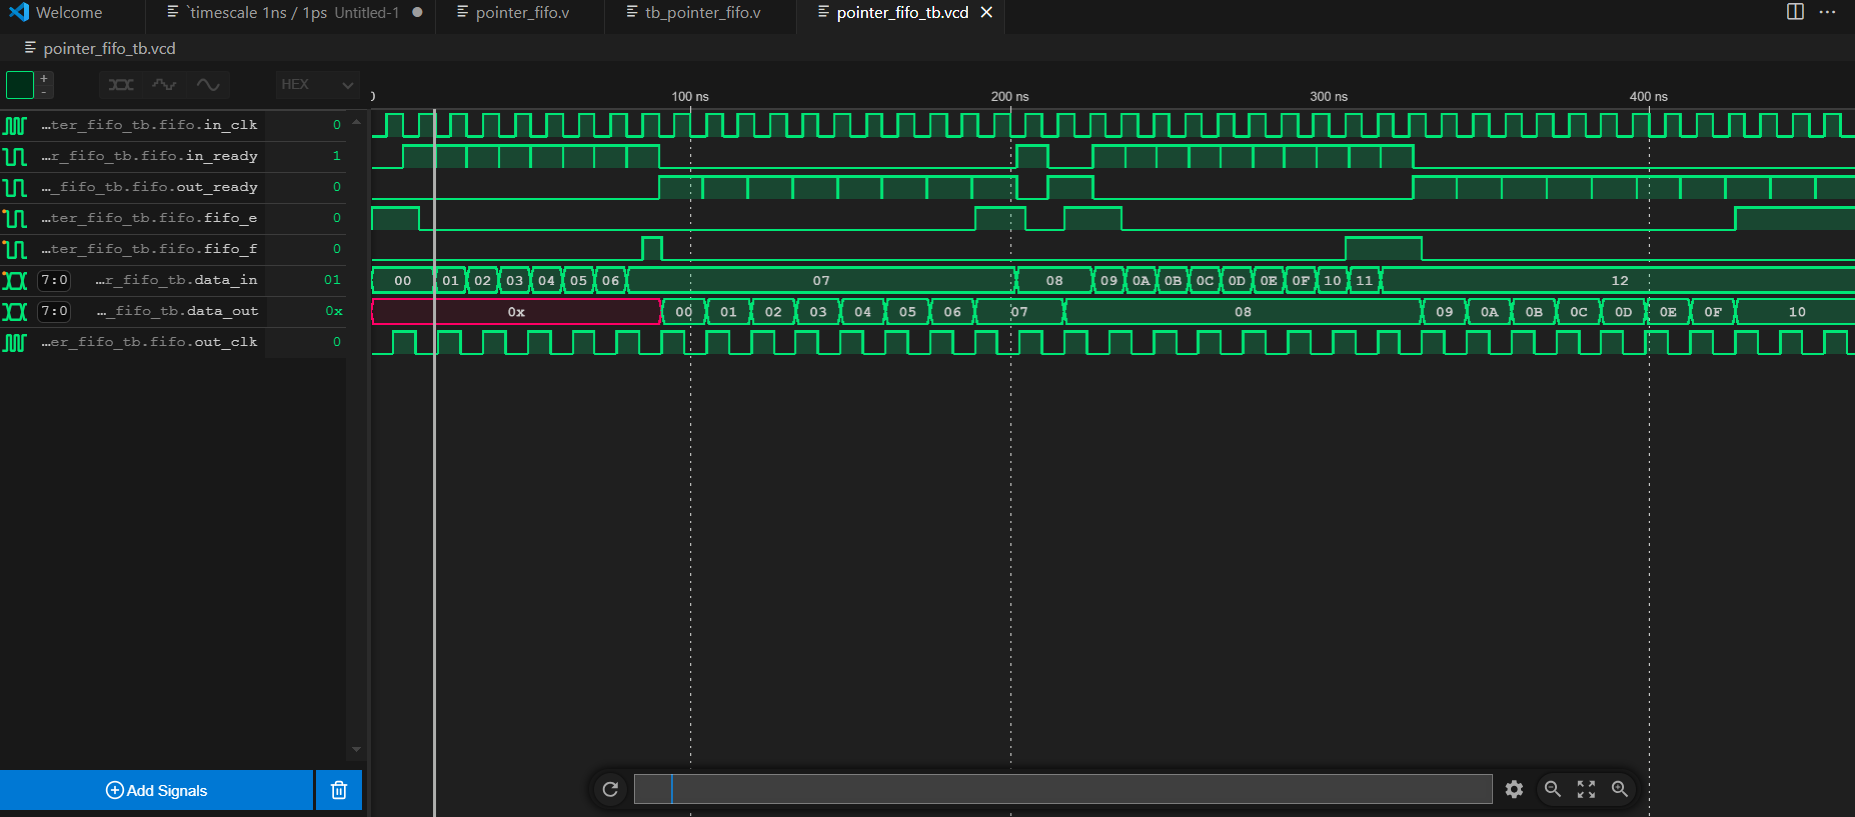 Welcome `timescale 1ns / 1ps Untitled-1 pointer_fifo.v tb_pointer_fifo.v pointer_fifo_tb.vcd
pointer_fifo_tb.vcd
+
-
HEX
0 100 ns 200 ns 300 ns 400 ns
…ter_fifo_tb.fifo.in_clk 0
…r_fifo_tb.fifo.in_ready 1
…_fifo_tb.fifo.out_ready 0
…ter_fifo_tb.fifo.fifo_e 0
…ter_fifo_tb.fifo.fifo_f 0
7:0 …r_fifo_tb.data_in 01 00 01 02 03 04 05 06 07 08 09 0A 0B 0C 0D 0E 0F 10 11 12
7:0 …_fifo_tb.data_out 0x 0x 00 01 02 03 04 05 06 07 08 09 0A 0B 0C 0D 0E 0F 10
…er_fifo_tb.fifo.out_clk 0
Add Signals